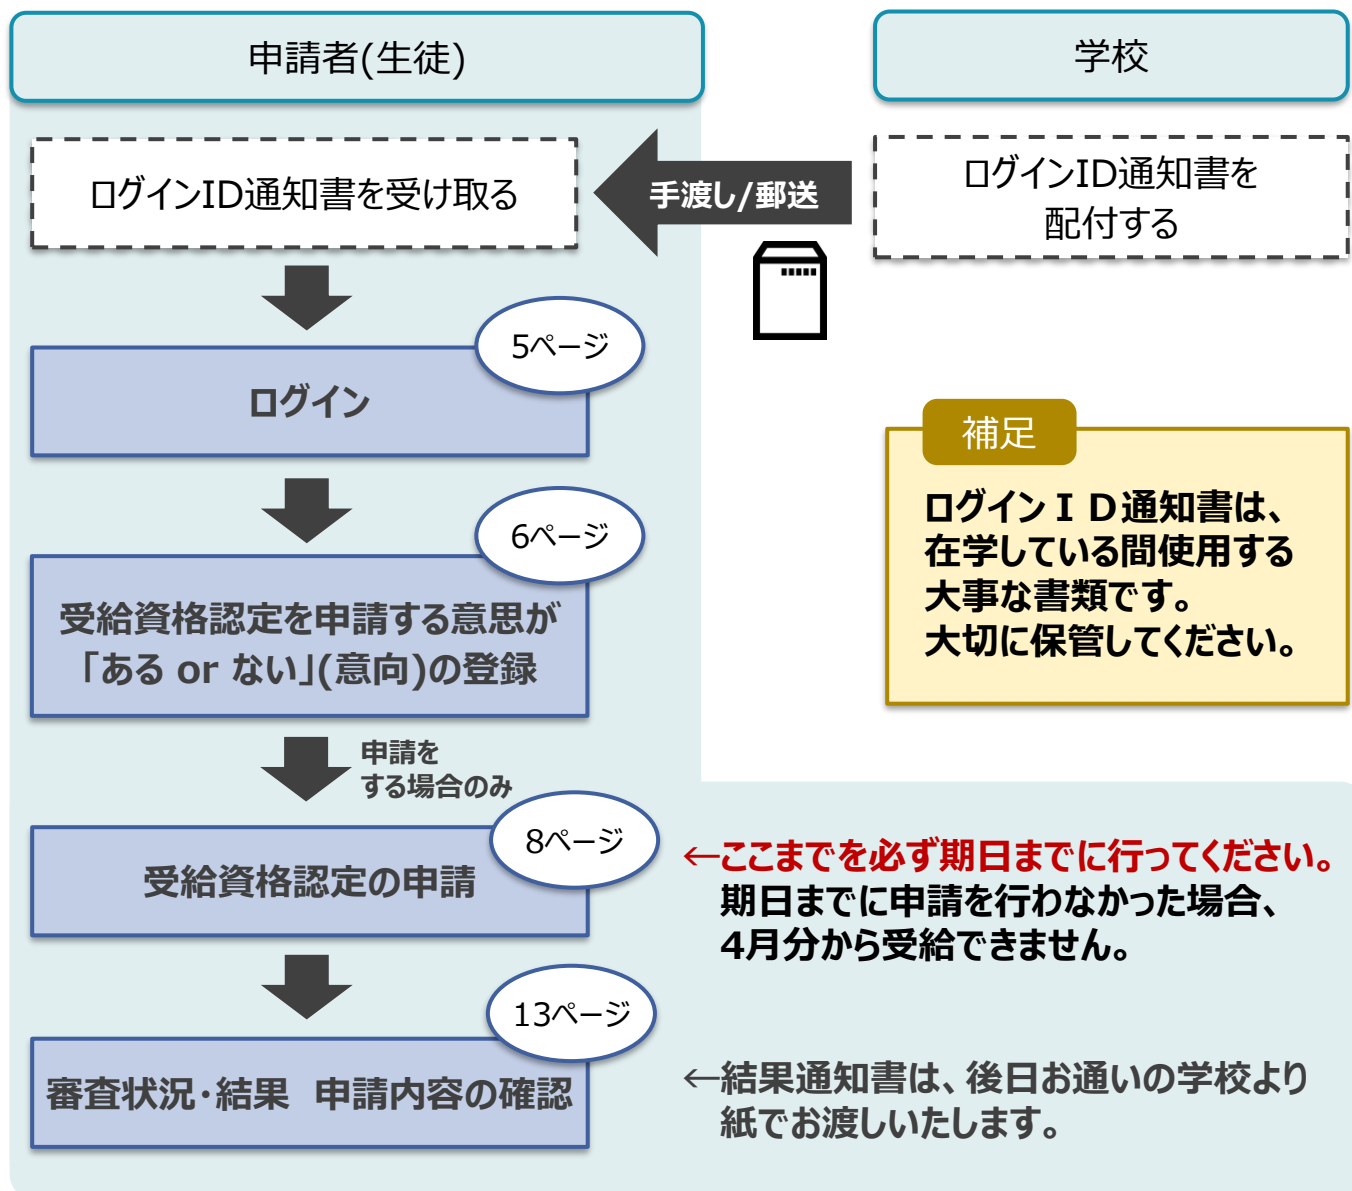 申請者(生徒)
学校
ログインID通知書を受け取る
手渡し/郵送
ログインID通知書を
配付する
5ページ
ログイン
補足
ログインＩＤ通知書は、
在学している間使用する
大事な書類です。
大切に保管してください。
6ページ
受給資格認定を申請する意思が
「ある or ない」(意向)の登録
申請を
する場合のみ
8ページ
受給資格認定の申請
←ここまでを必ず期日までに行ってください。
期日までに申請を行わなかった場合、
4月分から受給できません。
13ページ
審査状況・結果　申請内容の確認
←結果通知書は、後日お通いの学校より
紙でお渡しいたします。